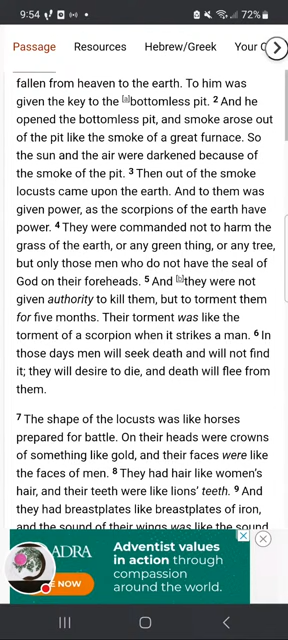 9:54 72%
Passage Resources Hebrew/Greek Your C
fallen from heaven to the earth. To him was
given the key to the [a]bottomless pit. 2 And he
opened the bottomless pit, and smoke arose out
of the pit like the smoke of a great furnace. So
the sun and the air were darkened because of
the smoke of the pit. 3 Then out of the smoke
locusts came upon the earth. And to them was
given power, as the scorpions of the earth have
power. 4 They were commanded not to harm the
grass of the earth, or any green thing, or any tree,
but only those men who do not have the seal of
God on their foreheads. 5 And [b]they were not
given authority to kill them, but to torment them
for five months. Their torment was like the
torment of a scorpion when it strikes a man. 6 In
those days men will seek death and will not find
it; they will desire to die, and death will flee from
them.
7 The shape of the locusts was like horses
prepared for battle. On their heads were crowns
of something like gold, and their faces were like
the faces of men. 8 They had hair like women's
hair, and their teeth were like lions' teeth. 9 And
they had breastplates like breastplates of iron,
and the sound of their wings was like the sound
ADRA
NOW
Adventist values
in action through
compassion
around the world.